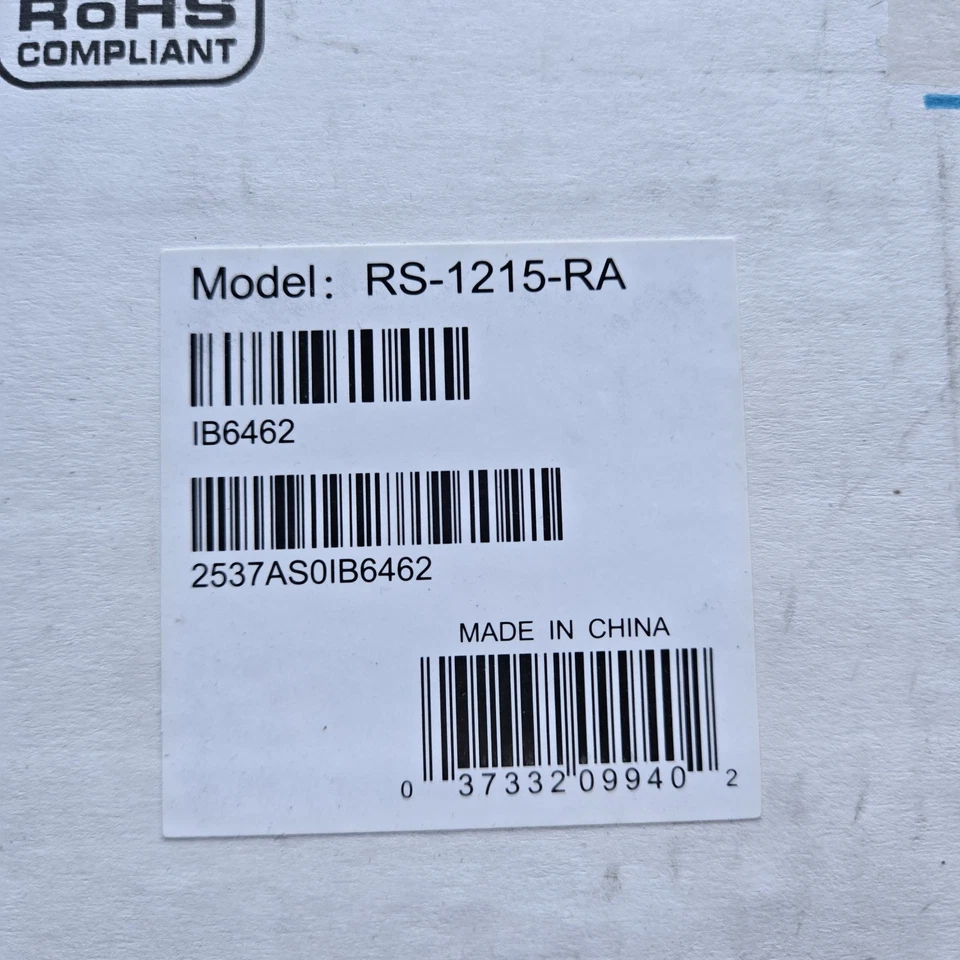 RoHS
COMPLIANT
Model: RS-1215-RA
IB6462
2537AS0IB6462
MADE IN CHINA
0 37332 09940 2